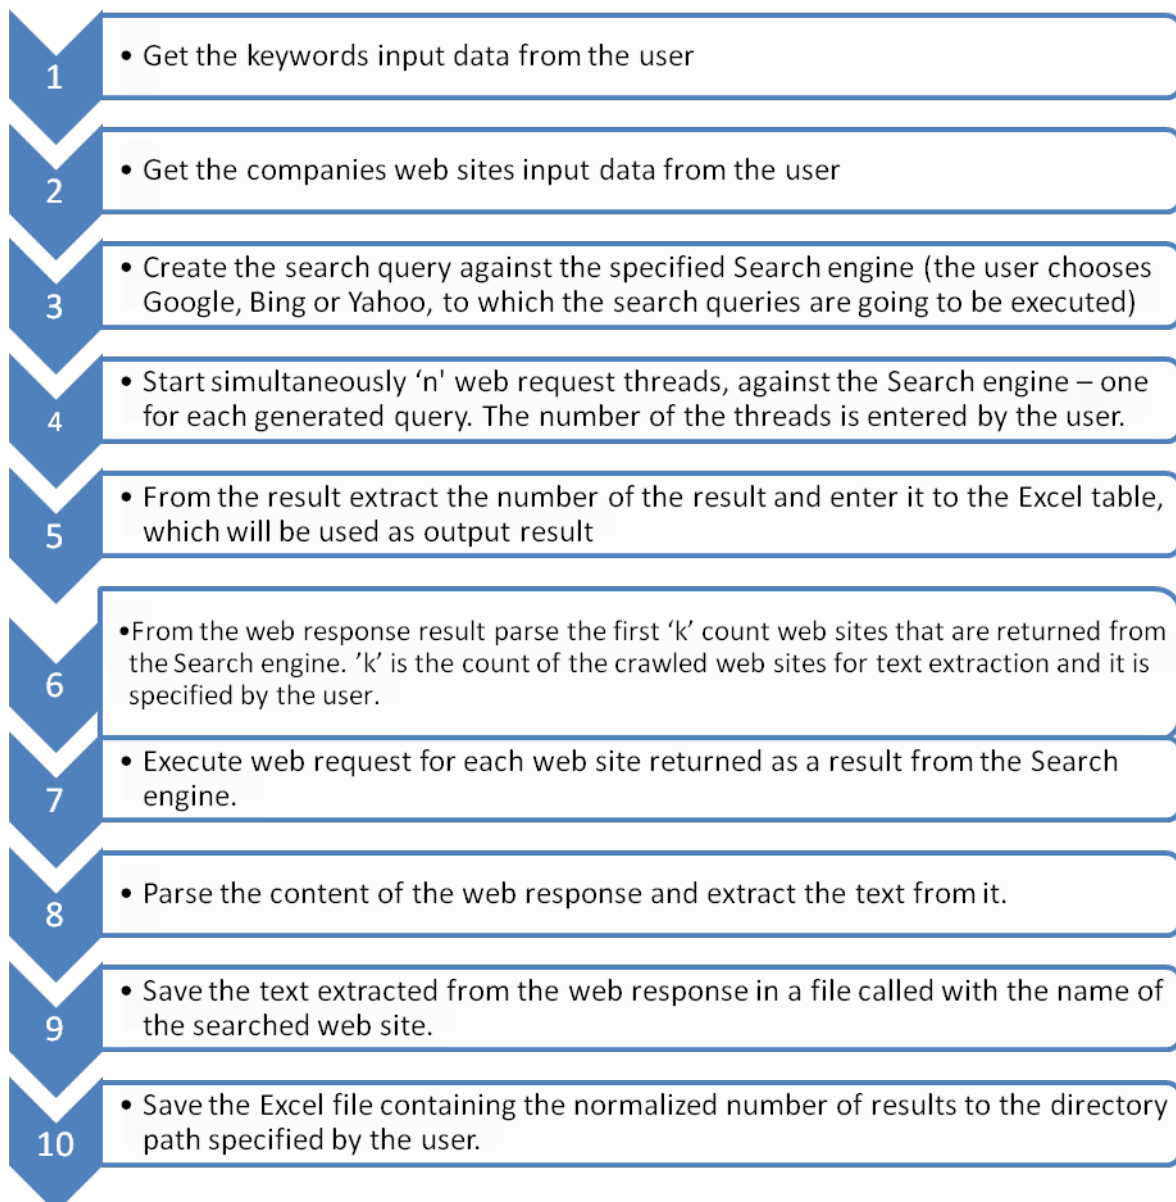 1
• Get the keywords input data from the user
2
• Get the companies web sites input data from the user
3
• Create the search query against the specified Search engine (the user chooses
Google, Bing or Yahoo, to which the search queries are going to be executed)
4
• Start simultaneously ‘n' web request threads, against the Search engine – one
for each generated query. The number of the threads is entered by the user.
5
• From the result extract the number of the result and enter it to the Excel table,
which will be used as output result
6
•From the web response result parse the first ‘k’ count web sites that are returned from
the Search engine. ’k’ is the count of the crawled web sites for text extraction and it is
specified by the user.
7
• Execute web request for each web site returned as a result from the Search
engine.
8
• Parse the content of the web response and extract the text from it.
9
• Save the text extracted from the web response in a file called with the name of
the searched web site.
10
• Save the Excel file containing the normalized number of results to the directory
path specified by the user.